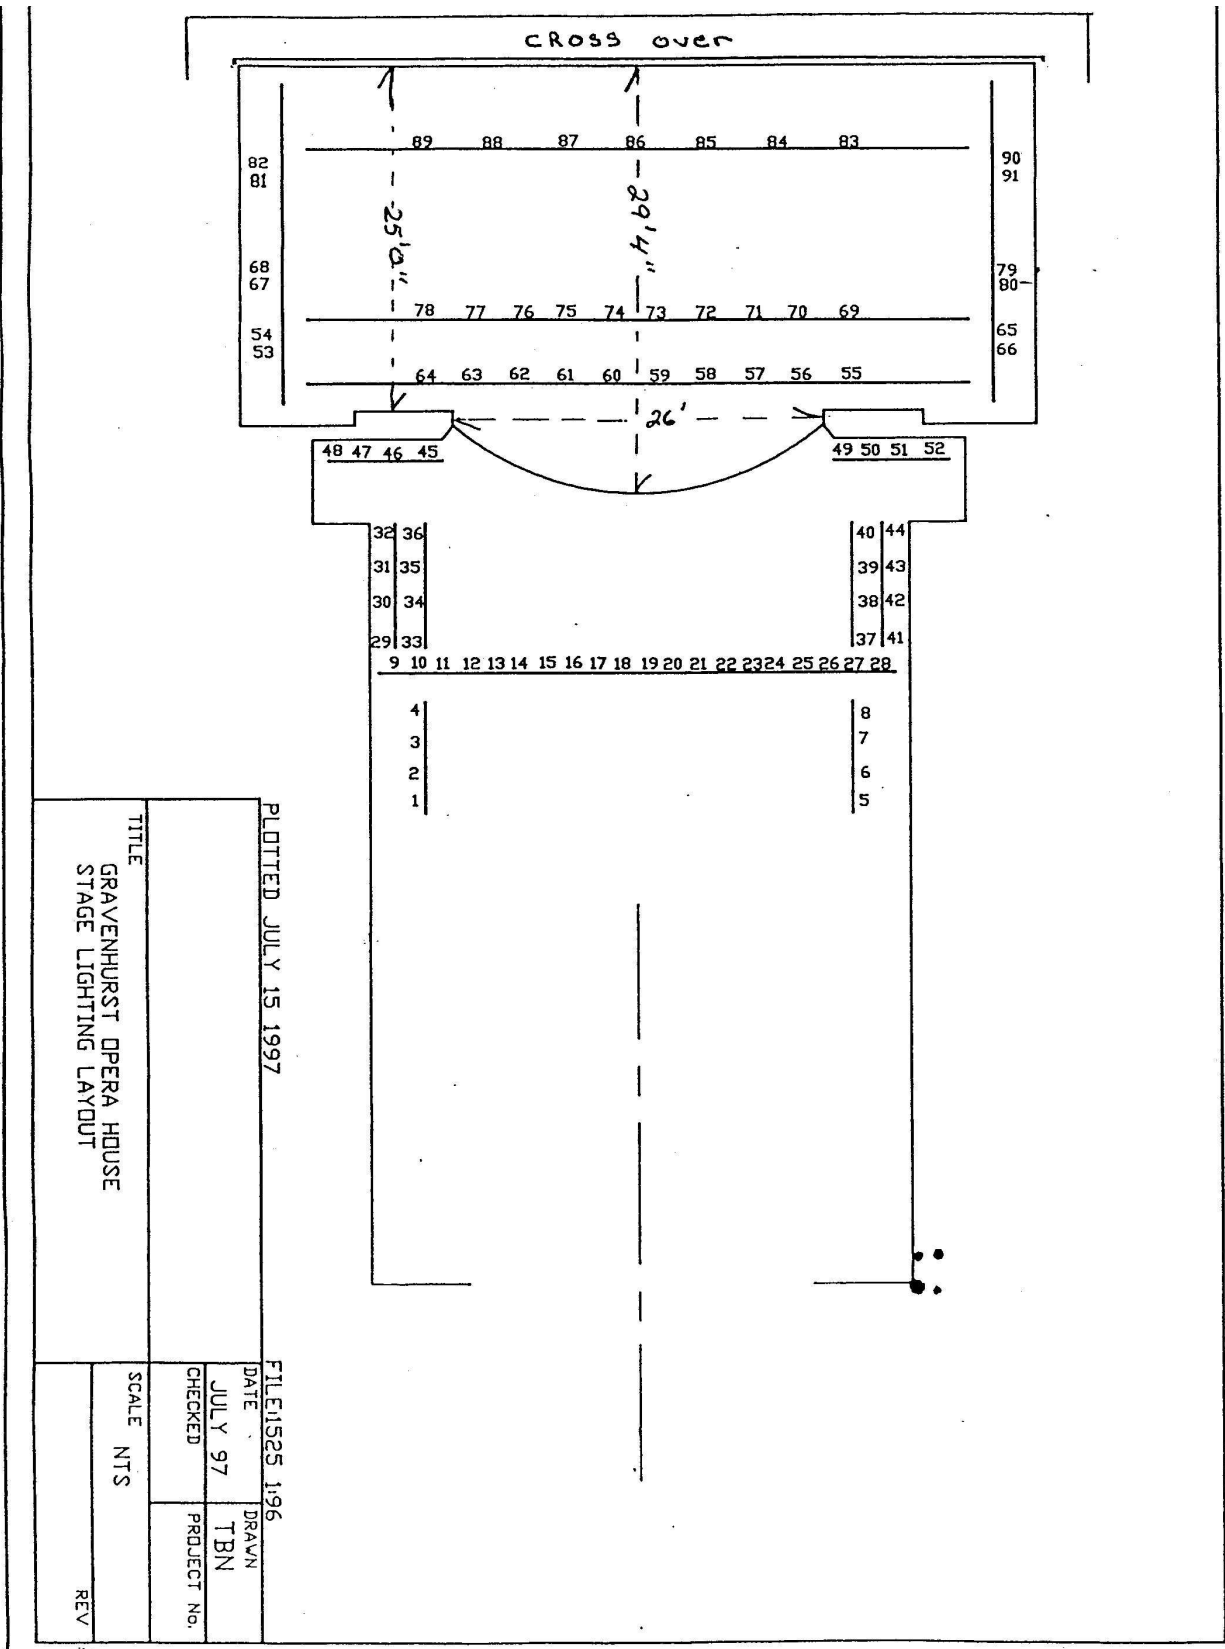 CROSS over
89 88 87 86 85 84 83
82
81
90
91
25'0"
29'4"
68
67
79
80
78 77 76 75 74 73 72 71 70 69
54
53
65
66
64 63 62 61 60 59 58 57 56 55
26'
48 47 46 45
49 50 51 52
32 36
40 44
31 35
39 43
30 34
38 42
29 33
37 41
9 10 11 12 13 14 15 16 17 18 19 20 21 22 23 24 25 26 27 28
4
8
3
7
2
6
1
5
PLOTTED JULY 15 1997
FILE:1525 1:96
TITLE
GRAVENHURST OPERA HOUSE
STAGE LIGHTING LAYOUT
DATE
JULY 97
DRAWN
TBN
CHECKED
PROJECT No.
SCALE NTS
REV